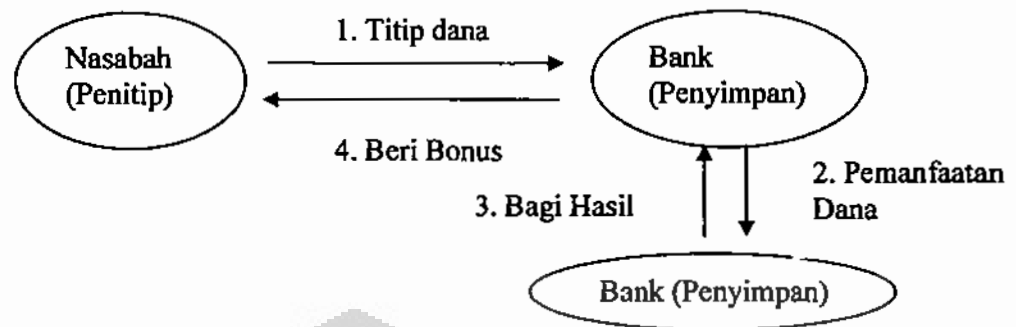 1. Titip dana
Nasabah
(Penitip)
Bank
(Penyimpan)
4. Beri Bonus
3. Bagi Hasil
2. Pemanfaatan
Dana
Bank (Penyimpan)